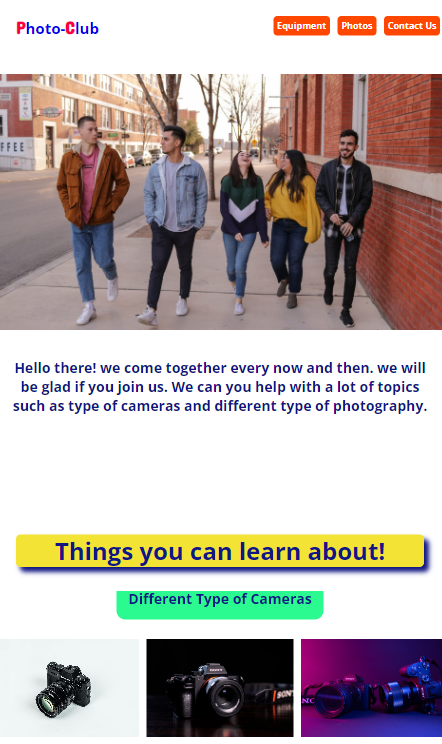 Photo-Club
Equipment
Photos
Contact Us
FFEE
Hello there! we come together every now and then. we will
be glad if you join us. We can you help with a lot of topics
such as type of cameras and different type of photography.
Things you can learn about!
Different Type of Cameras
SONY